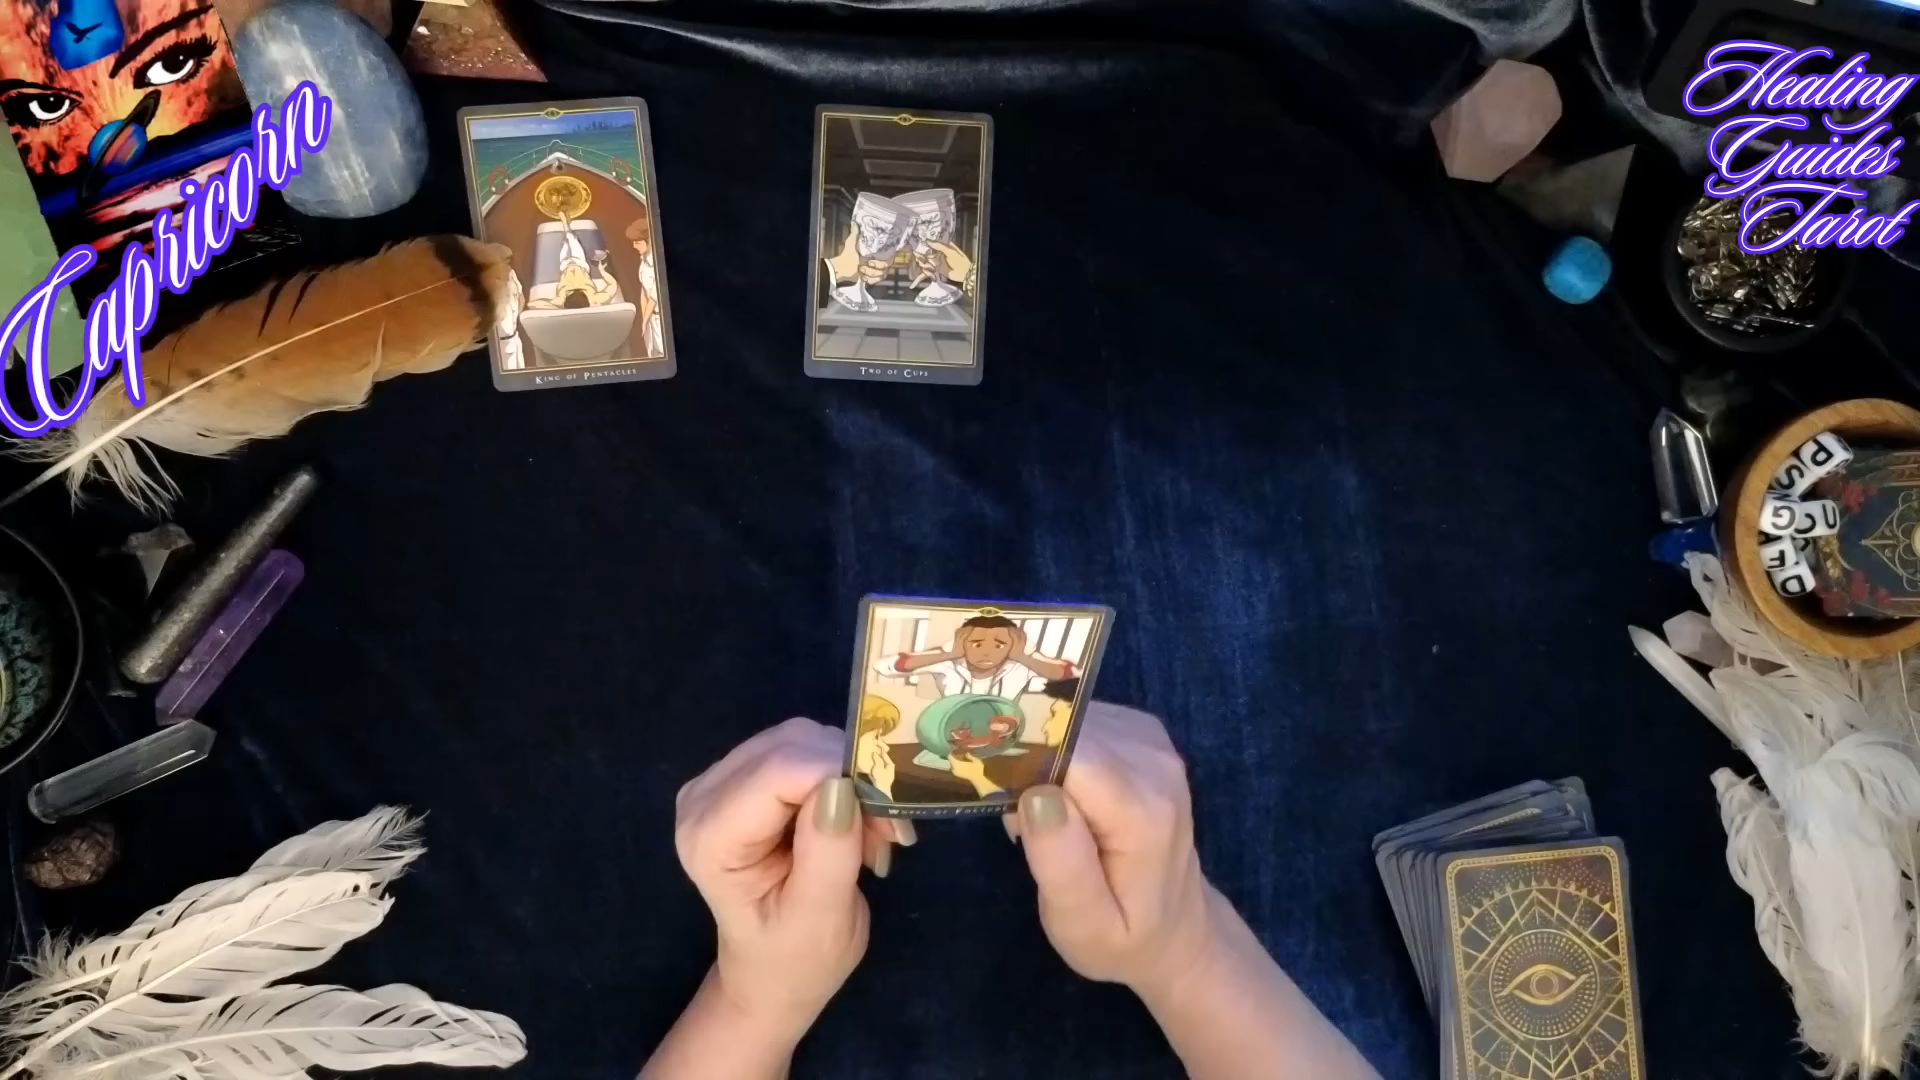 Capricorn
Healing
Guides
Tarot
King of Pentacles
Two of Cups
Wheel of Fortune
P
S
U
G
C
A
F
D